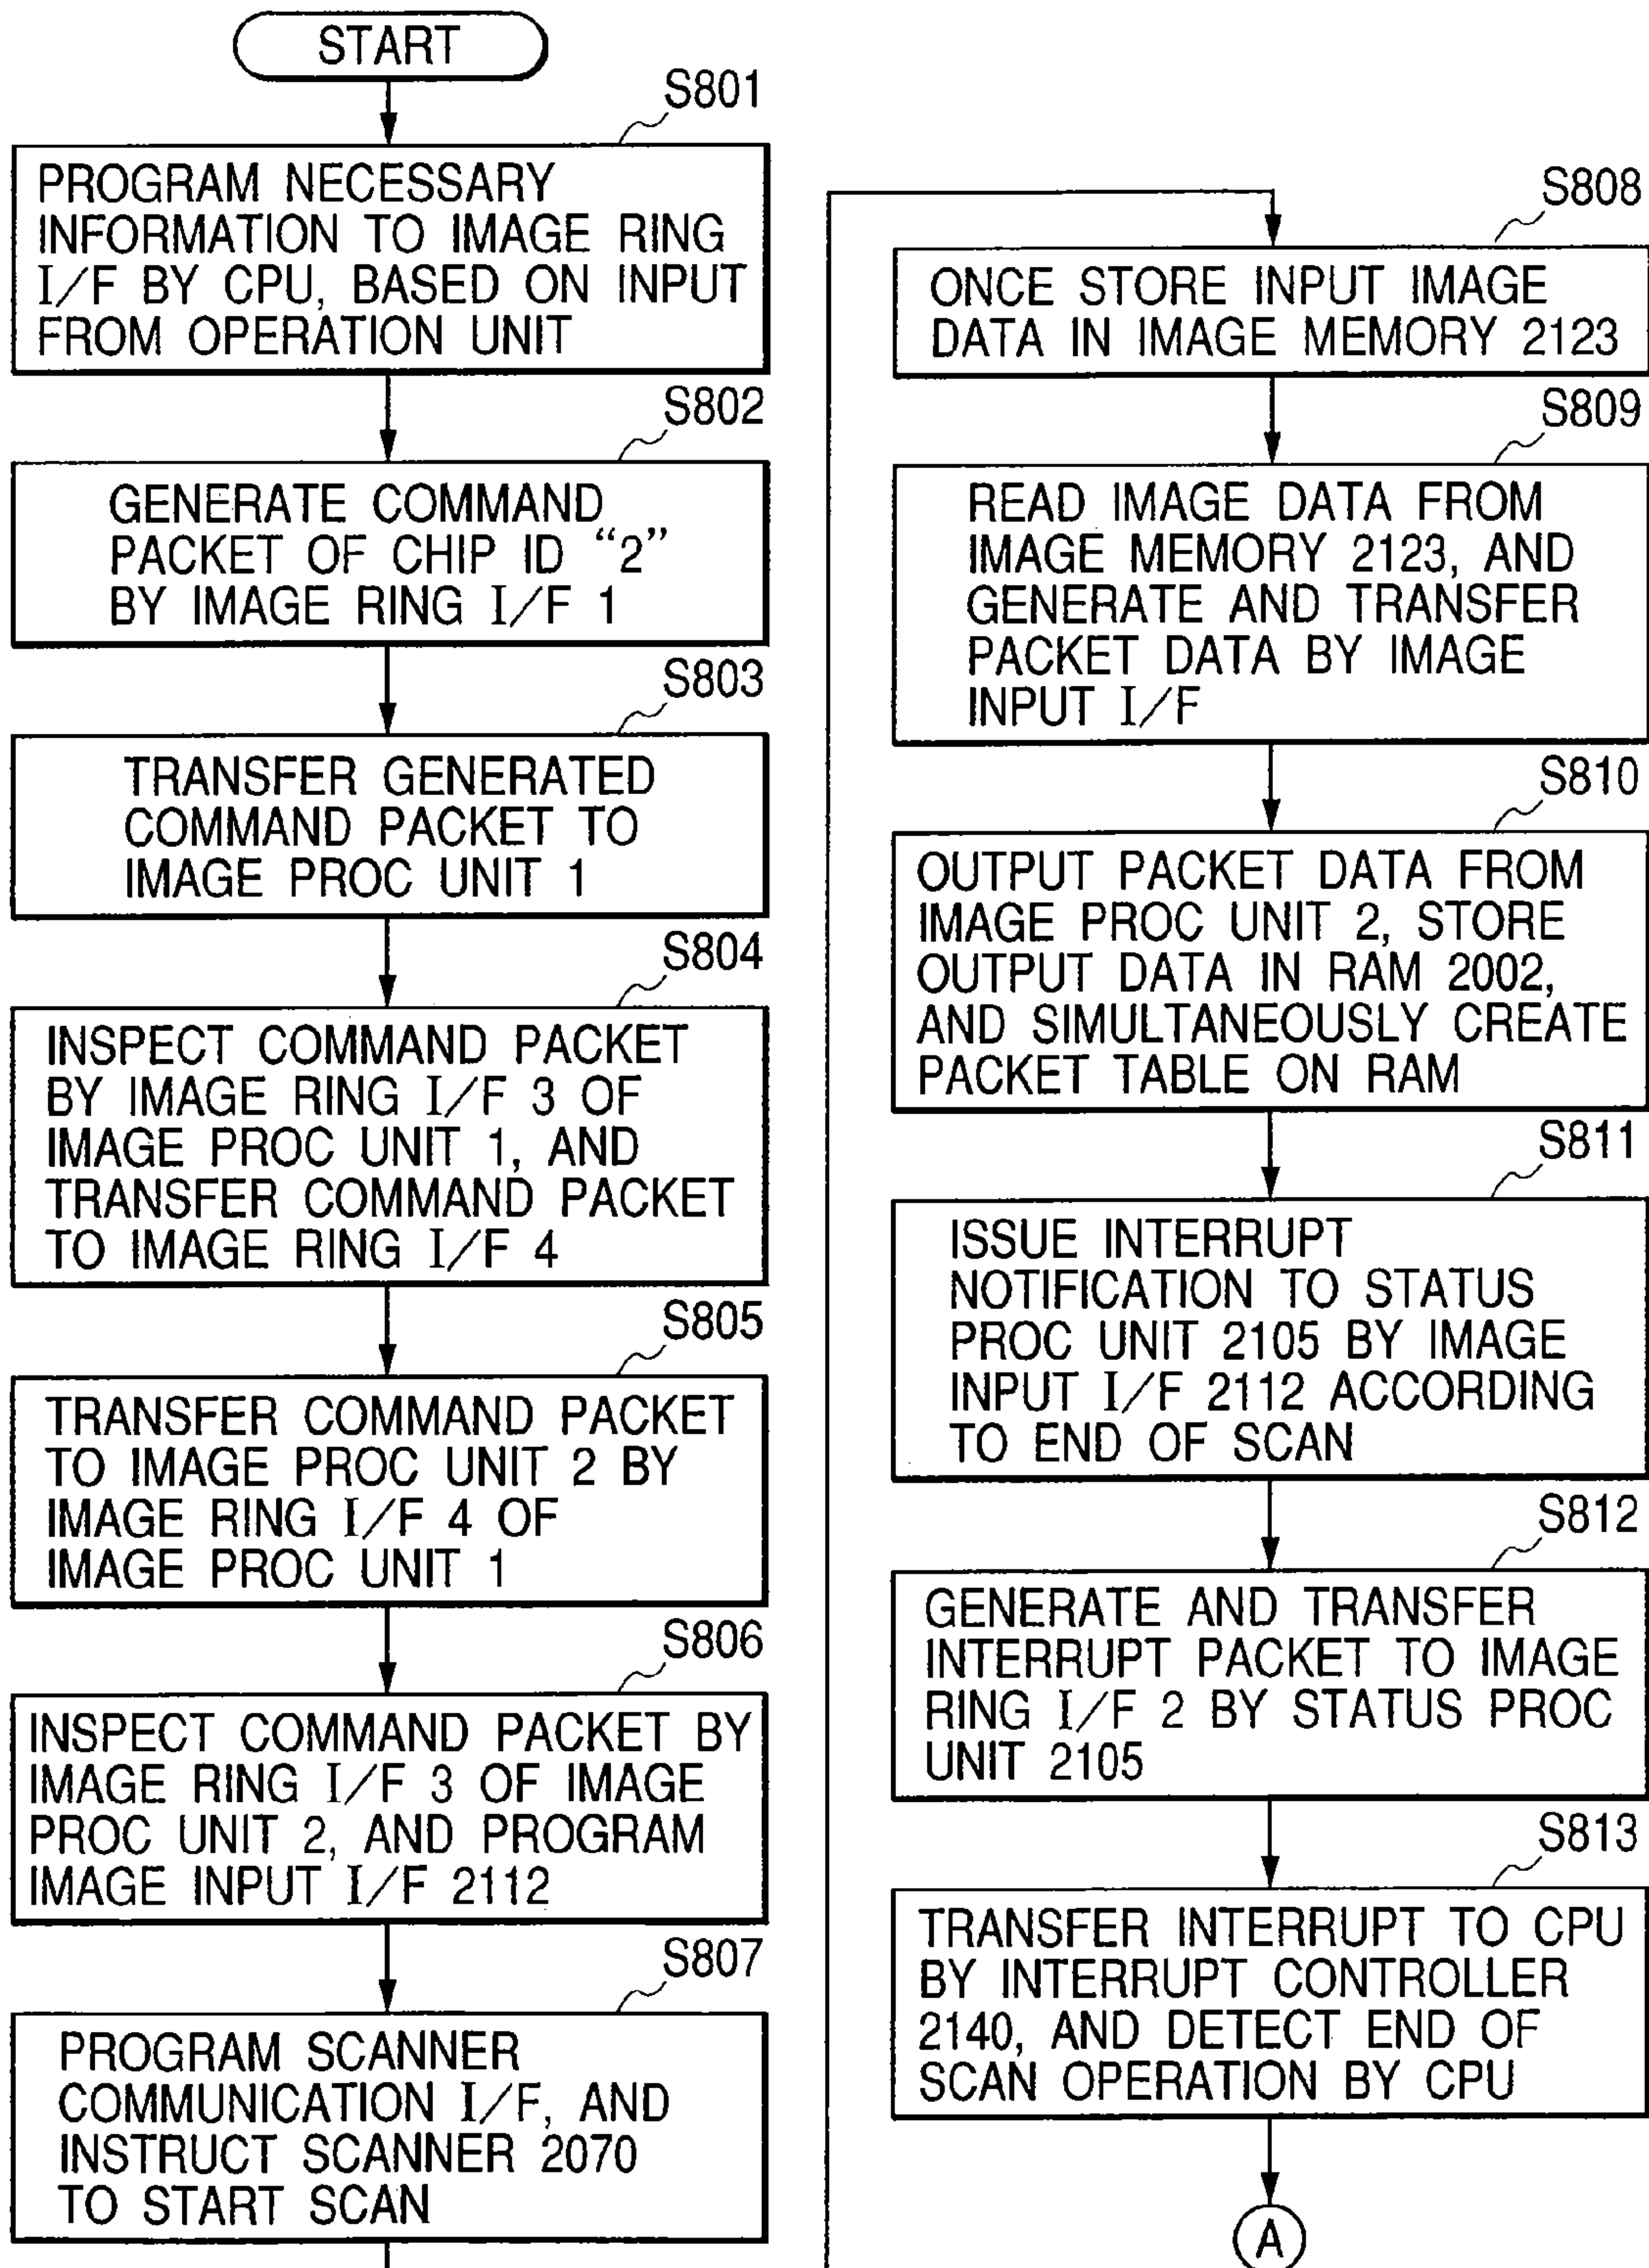 START
S801
PROGRAM NECESSARY
INFORMATION TO IMAGE RING
I/F BY CPU, BASED ON INPUT
FROM OPERATION UNIT
S802
GENERATE COMMAND
PACKET OF CHIP ID “2”
BY IMAGE RING I/F 1
S803
TRANSFER GENERATED
COMMAND PACKET TO
IMAGE PROC UNIT 1
S804
INSPECT COMMAND PACKET
BY IMAGE RING I/F 3 OF
IMAGE PROC UNIT 1, AND
TRANSFER COMMAND PACKET
TO IMAGE RING I/F 4
S805
TRANSFER COMMAND PACKET
TO IMAGE PROC UNIT 2 BY
IMAGE RING I/F 4 OF
IMAGE PROC UNIT 1
S806
INSPECT COMMAND PACKET BY
IMAGE RING I/F 3 OF IMAGE
PROC UNIT 2, AND PROGRAM
IMAGE INPUT I/F 2112
S807
PROGRAM SCANNER
COMMUNICATION I/F, AND
INSTRUCT SCANNER 2070
TO START SCAN
S808
ONCE STORE INPUT IMAGE
DATA IN IMAGE MEMORY 2123
S809
READ IMAGE DATA FROM
IMAGE MEMORY 2123, AND
GENERATE AND TRANSFER
PACKET DATA BY IMAGE
INPUT I/F
S810
OUTPUT PACKET DATA FROM
IMAGE PROC UNIT 2, STORE
OUTPUT DATA IN RAM 2002,
AND SIMULTANEOUSLY CREATE
PACKET TABLE ON RAM
S811
ISSUE INTERRUPT
NOTIFICATION TO STATUS
PROC UNIT 2105 BY IMAGE
INPUT I/F 2112 ACCORDING
TO END OF SCAN
S812
GENERATE AND TRANSFER
INTERRUPT PACKET TO IMAGE
RING I/F 2 BY STATUS PROC
UNIT 2105
S813
TRANSFER INTERRUPT TO CPU
BY INTERRUPT CONTROLLER
2140, AND DETECT END OF
SCAN OPERATION BY CPU
A